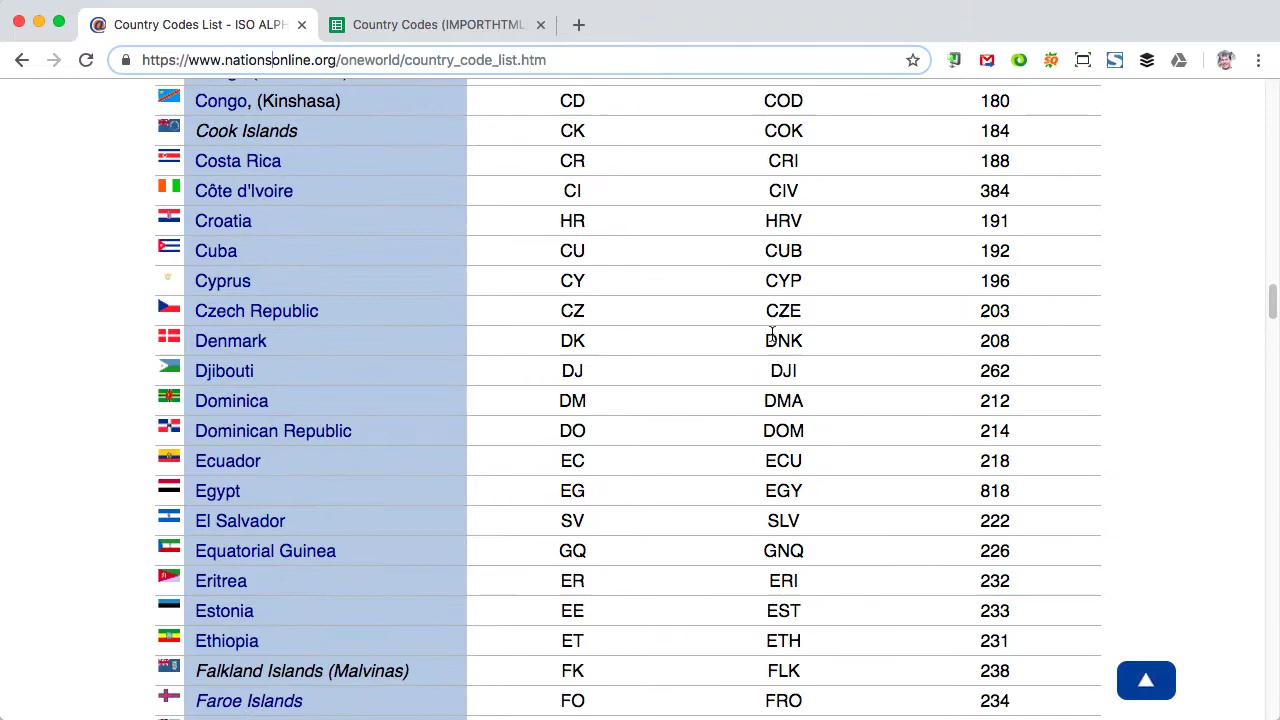 Country Codes List - ISO ALPH
Country Codes (IMPORTHTML
https://www.nationsonline.org/oneworld/country_code_list.htm
Congo, (Kinshasa) CD COD 180
Cook Islands CK COK 184
Costa Rica CR CRI 188
Côte d'Ivoire CI CIV 384
Croatia HR HRV 191
Cuba CU CUB 192
Cyprus CY CYP 196
Czech Republic CZ CZE 203
Denmark DK DNK 208
Djibouti DJ DJI 262
Dominica DM DMA 212
Dominican Republic DO DOM 214
Ecuador EC ECU 218
Egypt EG EGY 818
El Salvador SV SLV 222
Equatorial Guinea GQ GNQ 226
Eritrea ER ERI 232
Estonia EE EST 233
Ethiopia ET ETH 231
Falkland Islands (Malvinas) FK FLK 238
Faroe Islands FO FRO 234